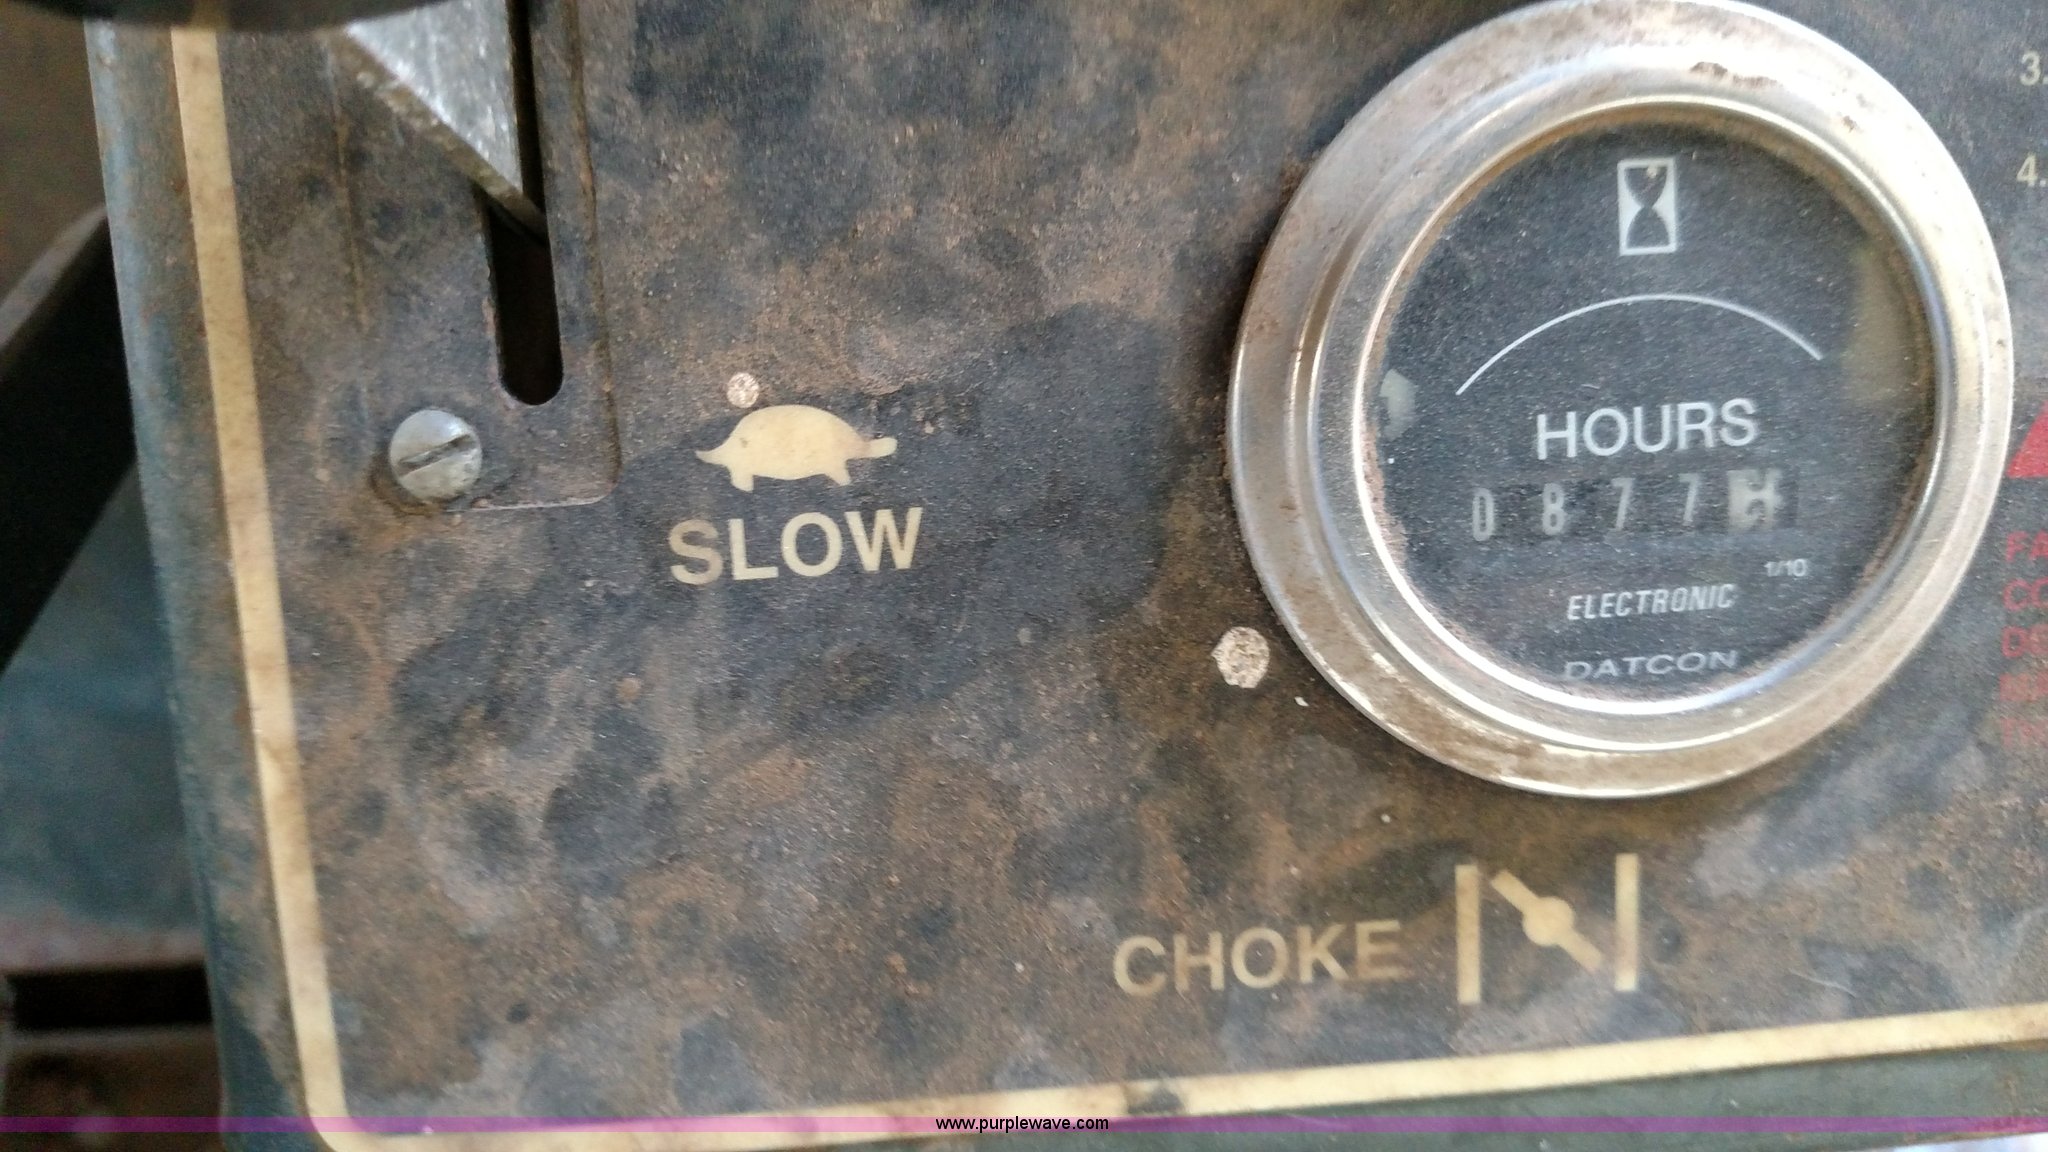 3.
4.
HOURS
0877
1/10
ELECTRONIC
DATCON
SLOW
CHOKE
www.purplewave.com